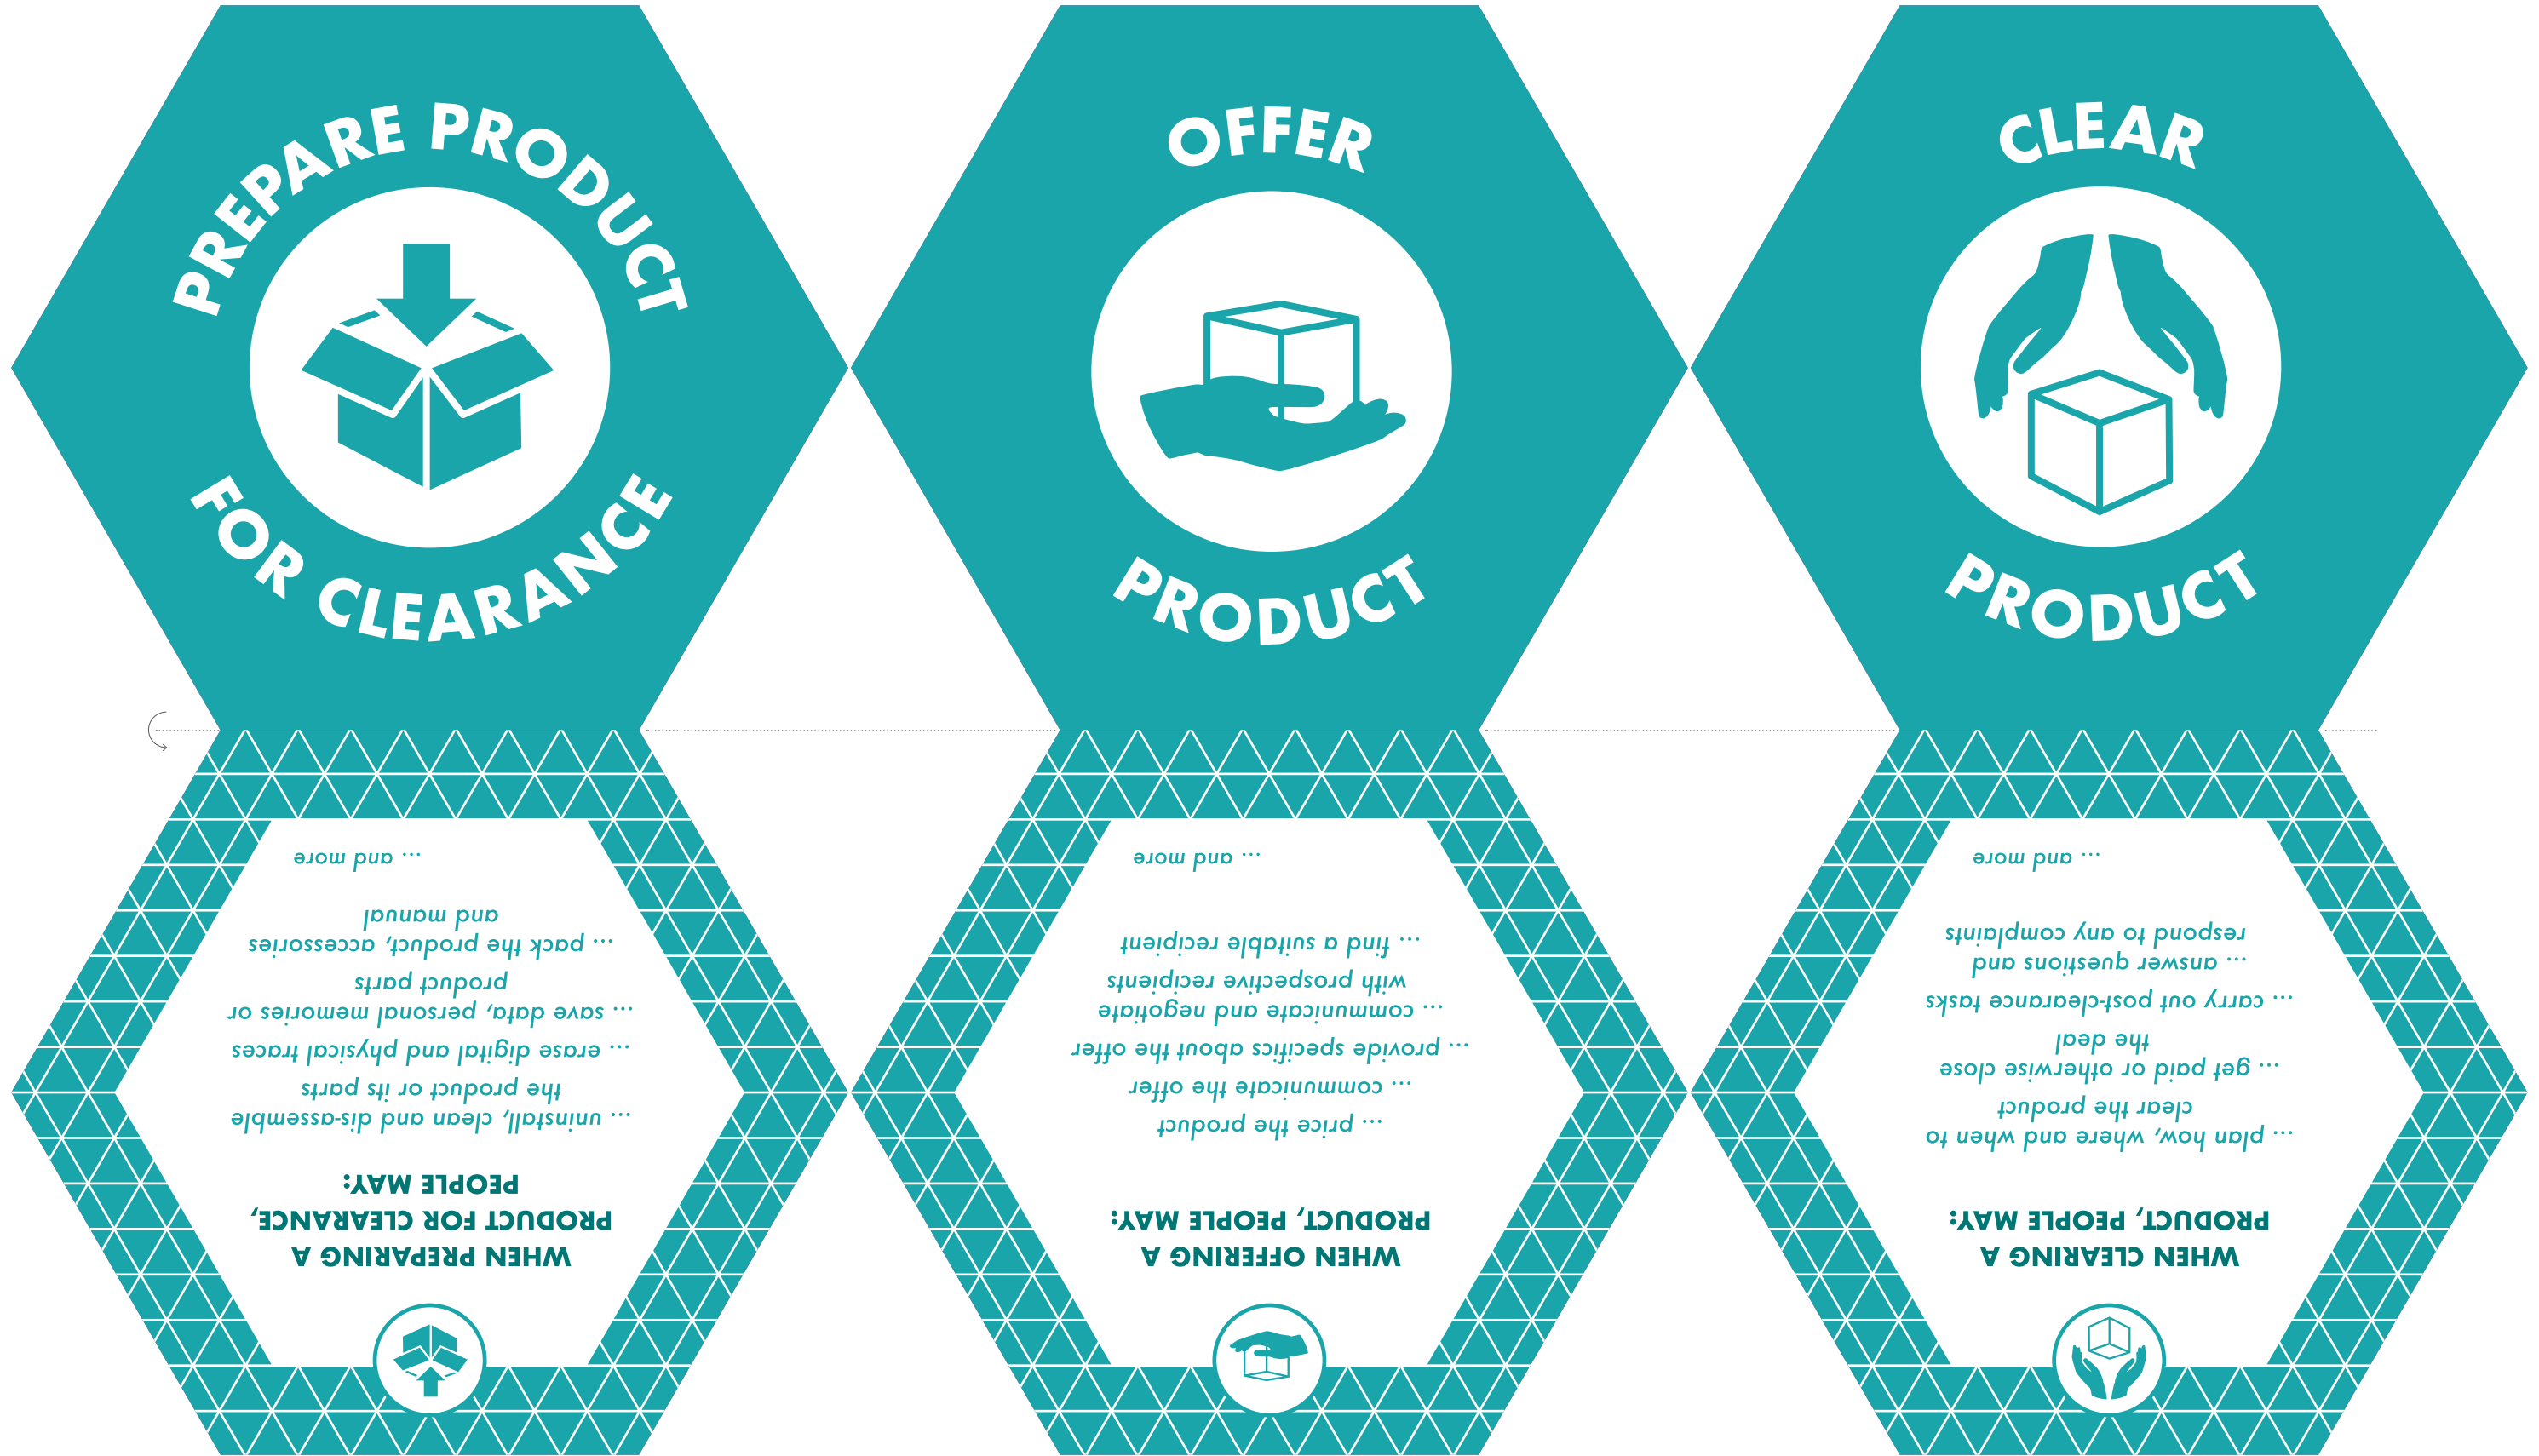 PREPARE PRODUCT
FOR CLEARANCE
OFFER
PRODUCT
CLEAR
PRODUCT
WHEN PREPARING A
PRODUCT FOR CLEARANCE,
PEOPLE MAY:
... uninstall, clean and dis-assemble
the product or its parts
... erase digital and physical traces
... save data, personal memories or
product parts
... pack the product, accessories
and manual
... and more
WHEN OFFERING A
PRODUCT, PEOPLE MAY:
... price the product
... communicate the offer
... provide specifics about the offer
... communicate and negotiate
with prospective recipients
... find a suitable recipient
... and more
WHEN CLEARING A
PRODUCT, PEOPLE MAY:
... plan how, where and when to
clear the product
... get paid or otherwise close
the deal
... carry out post-clearance tasks
... answer questions and
respond to any complaints
... and more